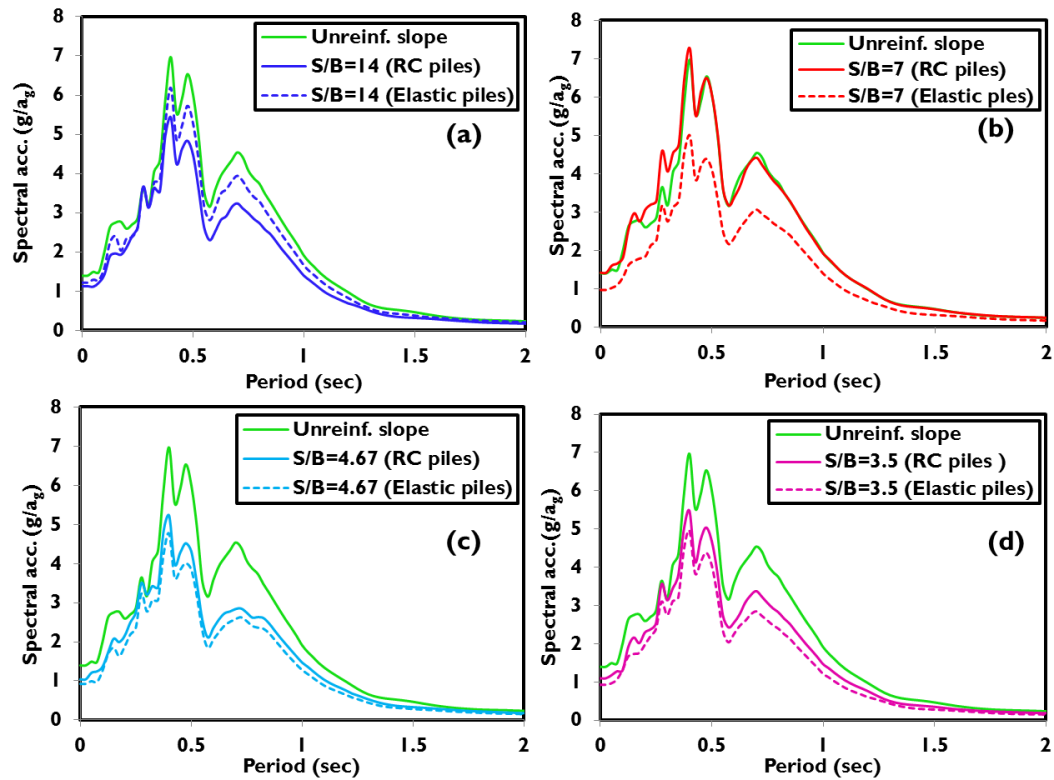 8
7
6
5
4
3
2
1
0
Spectral acc. (g/ag)
Unreinf. slope
S/B=14 (RC piles)
S/B=14 (Elastic piles)
(a)
0 0.5 1 1.5 2
Period (sec)
8
7
6
5
4
3
2
1
0
Spectral acc. (g/ag)
Unreinf. slope
S/B=7 (RC piles)
S/B=7 (Elastic ples)
(b)
0 0.5 1 1.5 2
Period (sec)
8
7
6
5
4
3
2
1
0
Spectral acc.(g/ag)
Unreinf. slope
S/B=4.67 (RC piles)
S/B=4.67 (Elastic piles)
(c)
0 0.5 1 1.5 2
Period (sec)
8
7
6
5
4
3
2
1
0
Spectral acc. (g/ag)
Unreinf. slope
S/B=3.5 (RC piles )
S/B=3.5 (Elastic piles)
(d)
0 0.5 1 1.5 2
Period (sec)